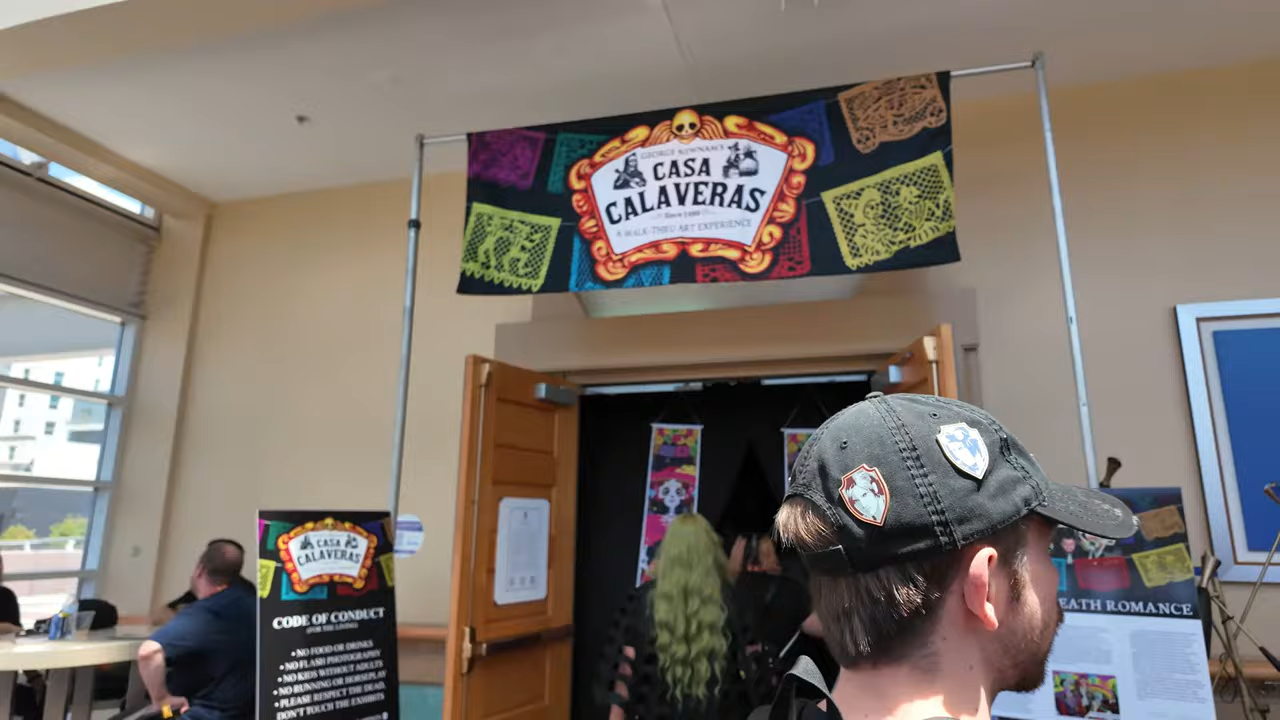 GEORGE NEWMAN'S
CASA
CALAVERAS
Since 1999
A WALK-THRU ART EXPERIENCE
CASA
CALAVERAS
CODE OF CONDUCT
(FOR THE LIVING)
• NO FOOD OR DRINKS
• NO FLASH PHOTOGRAPHY
• NO KIDS WITHOUT ADULTS
• NO RUNNING OR HORSEPLAY
• PLEASE RESPECT THE DEAD,
DON'T TOUCH THE EXHIBITS
EATH ROMANCE